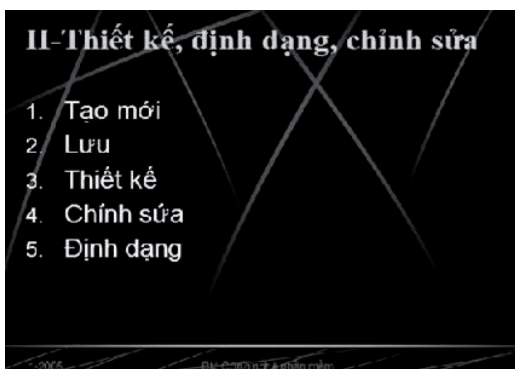 II-Thiết kế, định dạng, chỉnh sửa
1. Tạo mới
2. Lưu
3. Thiết kế
4. Chỉnh sửa
5. Định dạng
-2005